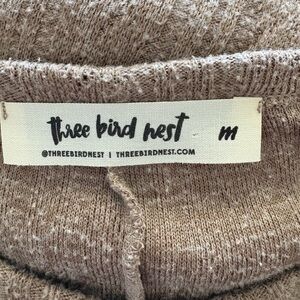 three bird nest m
@THREEBIRDNEST | THREEBIRDNEST.COM